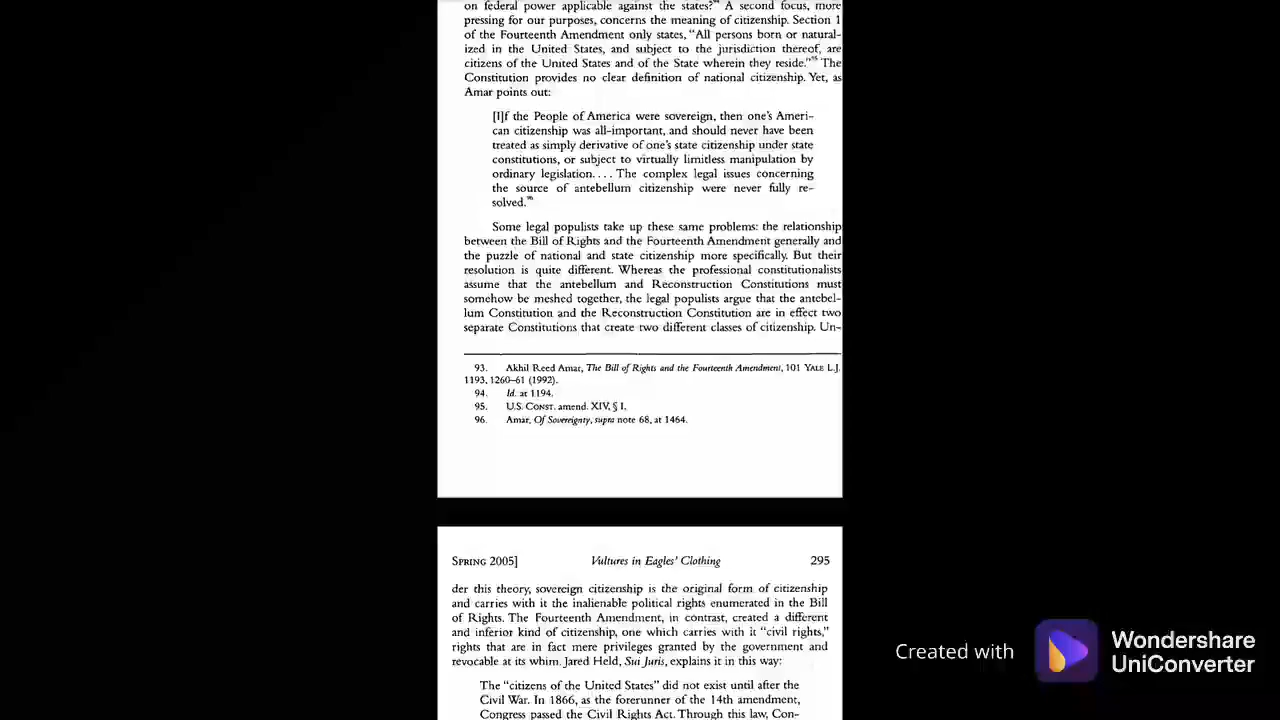 on federal power applicable against the states?"94 A second focus, more
pressing for our purposes, concerns the meaning of citizenship. Section 1
of the Fourteenth Amendment only states, “All persons born or natural-
ized in the United States, and subject to the jurisdiction thereof, are
citizens of the United States and of the State wherein they reside.”95 The
Constitution provides no clear definition of national citizenship. Yet, as
Amar points out:
[I]f the People of America were sovereign, then one’s Ameri-
can citizenship was all-important, and should never have been
treated as simply derivative of one’s state citizenship under state
constitutions, or subject to virtually limitless manipulation by
ordinary legislation. . . . The complex legal issues concerning
the source of antebellum citizenship were never fully re-
solved.96
Some legal populists take up these same problems: the relationship
between the Bill of Rights and the Fourteenth Amendment generally and
the puzzle of national and state citizenship more specifically. But their
resolution is quite different. Whereas the professional constitutionalists
assume that the antebellum and Reconstruction Constitutions must
somehow be meshed together, the legal populists argue that the antebel-
lum Constitution and the Reconstruction Constitution are in effect two
separate Constitutions that create two different classes of citizenship. Un-
93. Akhil Reed Amar, The Bill of Rights and the Fourteenth Amendment, 101 YALE L.J.
1193, 1260–61 (1992).
94. Id. at 1194.
95. U.S. CONST. amend. XIV, § 1.
96. Amar, Of Sovereignty, supra note 68, at 1464.
SPRING 2005] Vultures in Eagles’ Clothing 295
der this theory, sovereign citizenship is the original form of citizenship
and carries with it the inalienable political rights enumerated in the Bill
of Rights. The Fourteenth Amendment, in contrast, created a different
and inferior kind of citizenship, one which carries with it “civil rights,”
rights that are in fact mere privileges granted by the government and
revocable at its whim. Jared Held, Sui Juris, explains it in this way:
The “citizens of the United States” did not exist until after the
Civil War. In 1866, as the forerunner of the 14th amendment,
Congress passed the Civil Rights Act. Through this law, Con-
Created with Wondershare
UniConverter